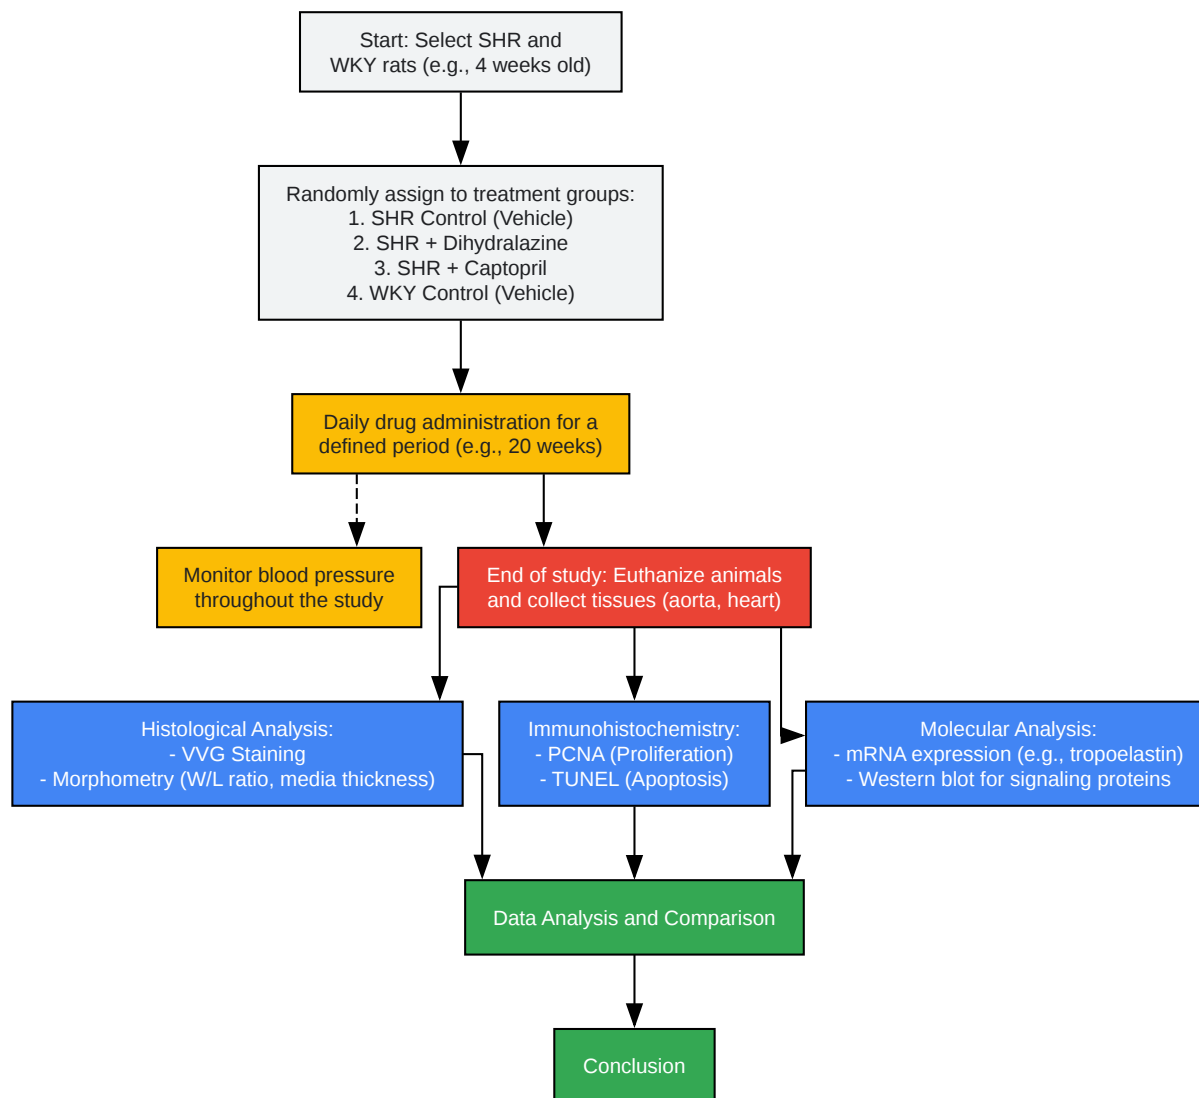 Start: Select SHR and
WKY rats (e.g., 4 weeks old)
Randomly assign to treatment groups:
1. SHR Control (Vehicle)
2. SHR + Dihydralazine
3. SHR + Captopril
4. WKY Control (Vehicle)
Daily drug administration for a
defined period (e.g., 20 weeks)
Monitor blood pressure
throughout the study
End of study: Euthanize animals
and collect tissues (aorta, heart)
Histological Analysis:
- VVG Staining
- Morphometry (W/L ratio, media thickness)
Immunohistochemistry:
- PCNA (Proliferation)
- TUNEL (Apoptosis)
Molecular Analysis:
- mRNA expression (e.g., tropoelastin)
- Western blot for signaling proteins
Data Analysis and Comparison
Conclusion